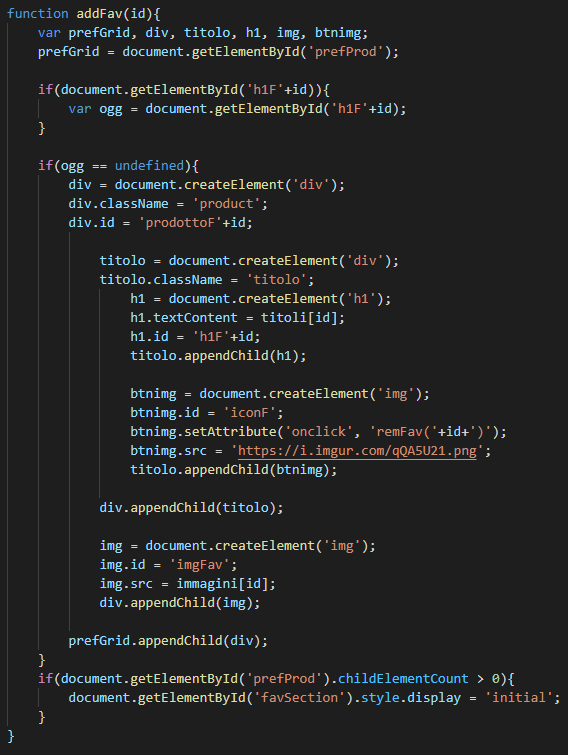 function addFav(id){
    var prefGrid, div, titolo, h1, img, btnimg;
    prefGrid = document.getElementById('prefProd');

    if(document.getElementById('h1F'+id)){
        var ogg = document.getElementById('h1F'+id);
    }

    if(ogg == undefined){
        div = document.createElement('div');
        div.className = 'product';
        div.id = 'prodottoF'+id;

            titolo = document.createElement('div');
            titolo.className = 'titolo';
                h1 = document.createElement('h1');
                h1.textContent = titoli[id];
                h1.id = 'h1F'+id;
                titolo.appendChild(h1);

                btnimg = document.createElement('img');
                btnimg.id = 'iconF';
                btnimg.setAttribute('onclick', 'remFav('+id+')');
                btnimg.src = 'https://i.imgur.com/qQA5U21.png';
                titolo.appendChild(btnimg);

            div.appendChild(titolo);

            img = document.createElement('img');
            img.id = 'imgFav';
            img.src = immagini[id];
            div.appendChild(img);

        prefGrid.appendChild(div);
    }
    if(document.getElementById('prefProd').childElementCount > 0){
        document.getElementById('favSection').style.display = 'initial';
    }
}